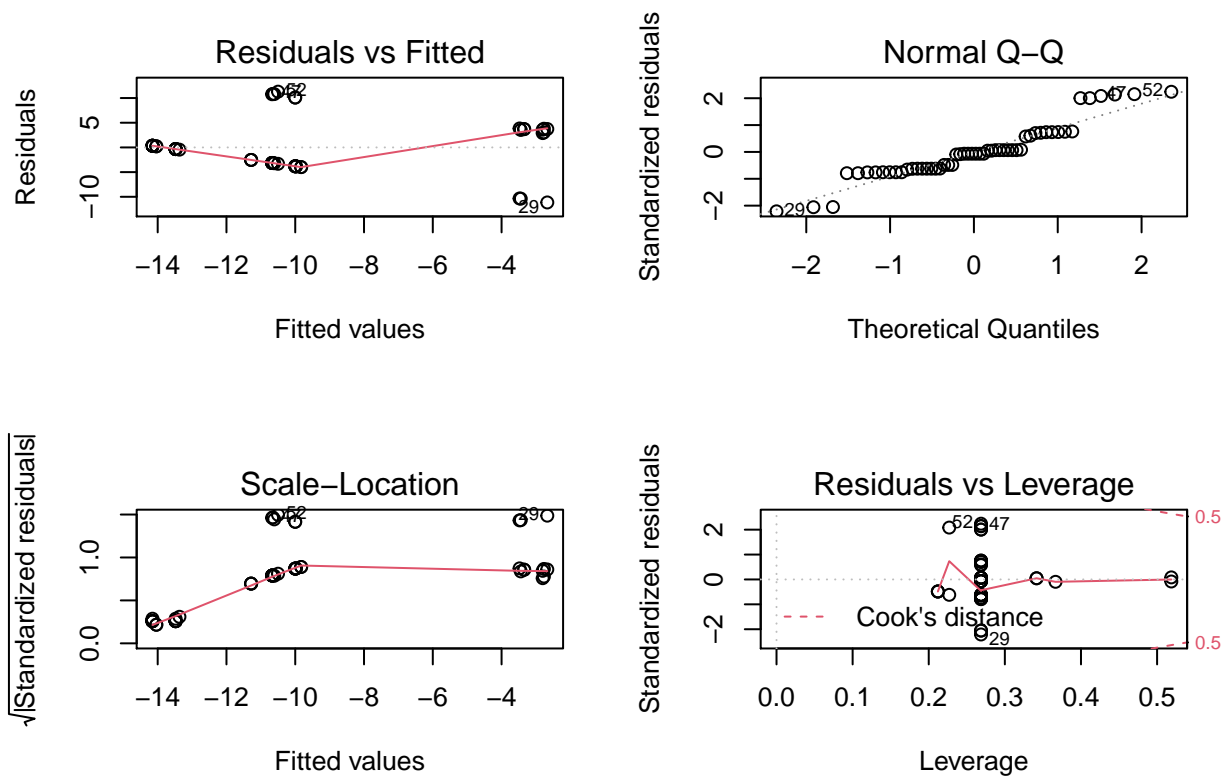 Residuals vs Fitted
Residuals
5
−10
52
29
−14 −12 −10 −8 −6 −4
Fitted values
Normal Q−Q
Standardized residuals
2
0
−2
47
52
29
−2 −1 0 1 2
Theoretical Quantiles
Scale−Location
√|Standardized residuals|
1.0
0.0
52
29
−14 −12 −10 −8 −6 −4
Fitted values
Residuals vs Leverage
Standardized residuals
2
0
−2
52
47
29
0.5
0.5
Cook's distance
0.0 0.1 0.2 0.3 0.4 0.5
Leverage